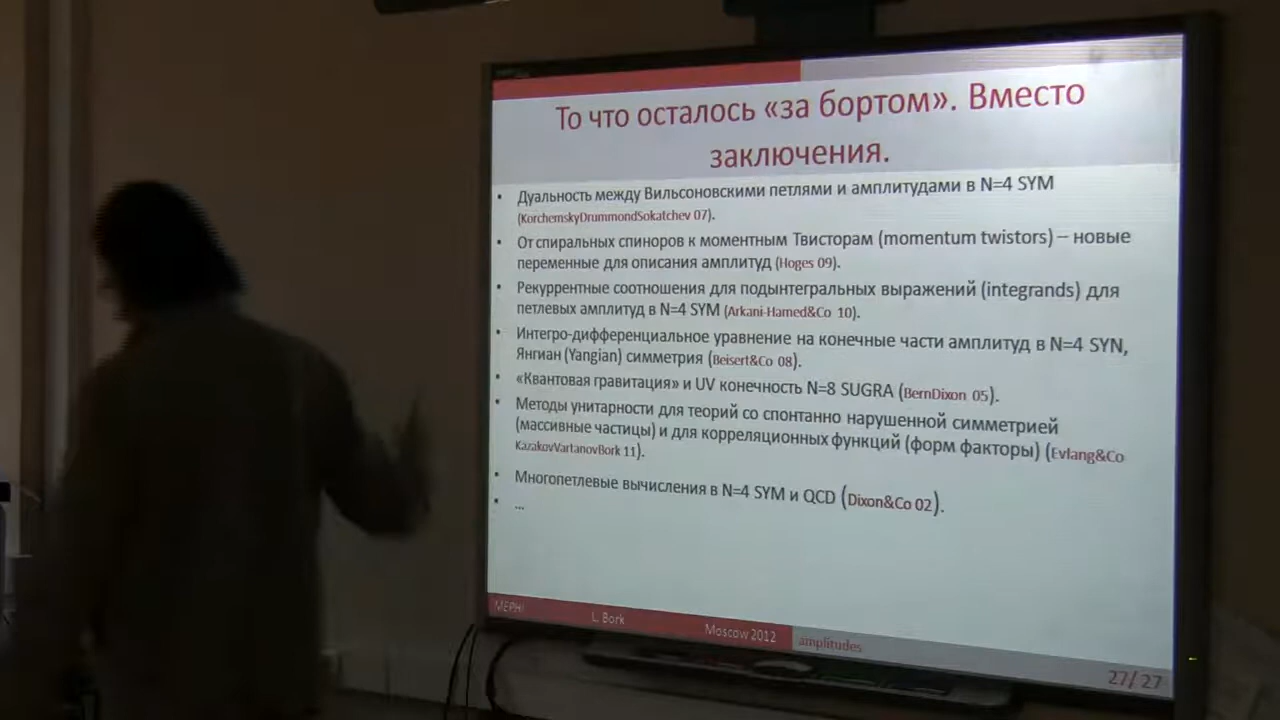 То что осталось «за бортом». Вместо
заключения.
• Дуальность между Вильсоновскими петлями и амплитудами в N=4 SYM
(KorchemskyDrummondSokatchev 07).
• От спиральных спиноров к моментным Твисторам (momentum twistors) – новые
переменные для описания амплитуд (Hoges 09).
• Рекуррентные соотношения для подынтегральных выражений (integrands) для
петлевых амплитуд в N=4 SYM (Arkani-Hamed&Co 10).
• Интегро-дифференциальное уравнение на конечные части амплитуд в N=4 SYN,
Янгиан (Yangian) симметрия (Beisert&Co 08).
• «Квантовая гравитация» и UV конечность N=8 SUGRA (BernDixon 05).
• Методы унитарности для теорий со спонтанно нарушенной симметрией
(массивные частицы) и для корреляционных функций (форм факторы) (Evlang&Co
KazakovVartanovBork 11).
• Многопетлевые вычисления в N=4 SYM и QCD (Dixon&Co 02).
• ...
MEPHI L. Bork Moscow 2012 amplitudes
27/ 27